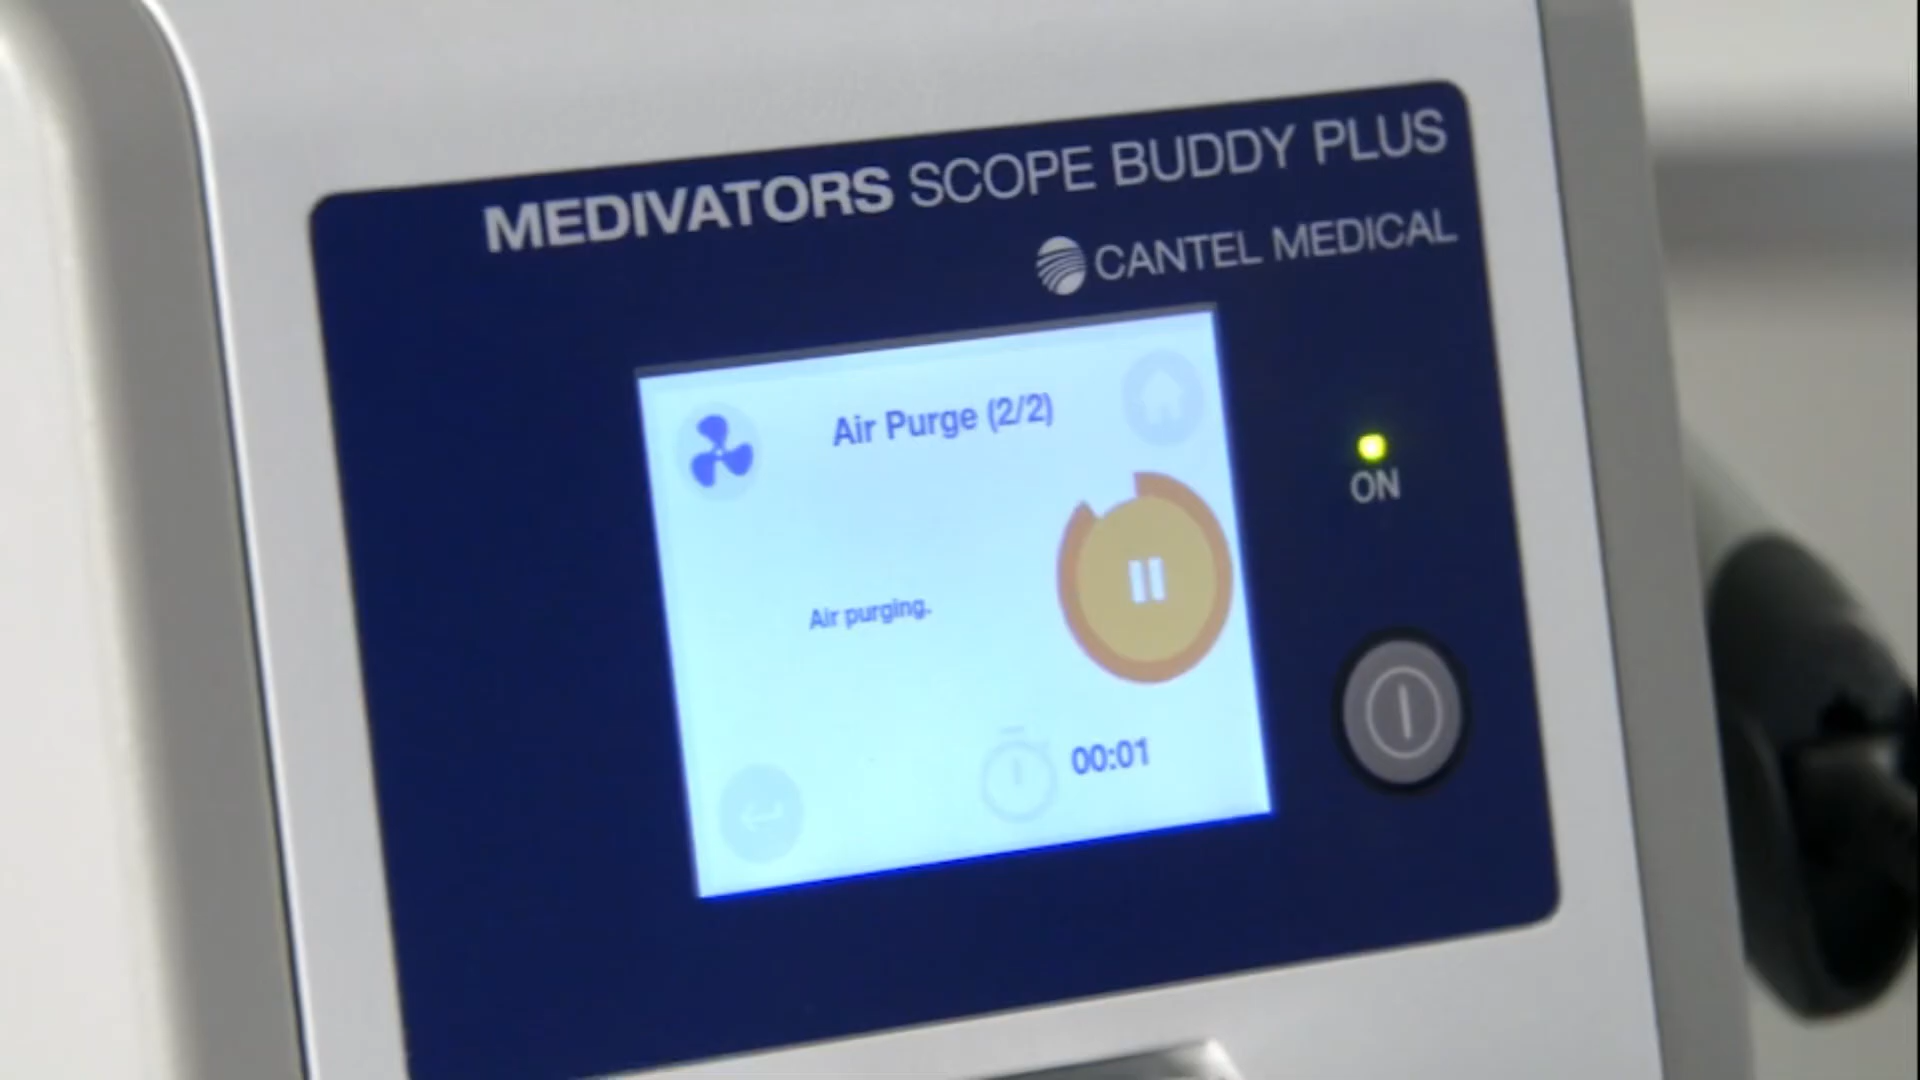 MEDIVATORS SCOPE BUDDY PLUS
CANTEL MEDICAL
Air Purge (2/2)
ON
Air purging.
00:01